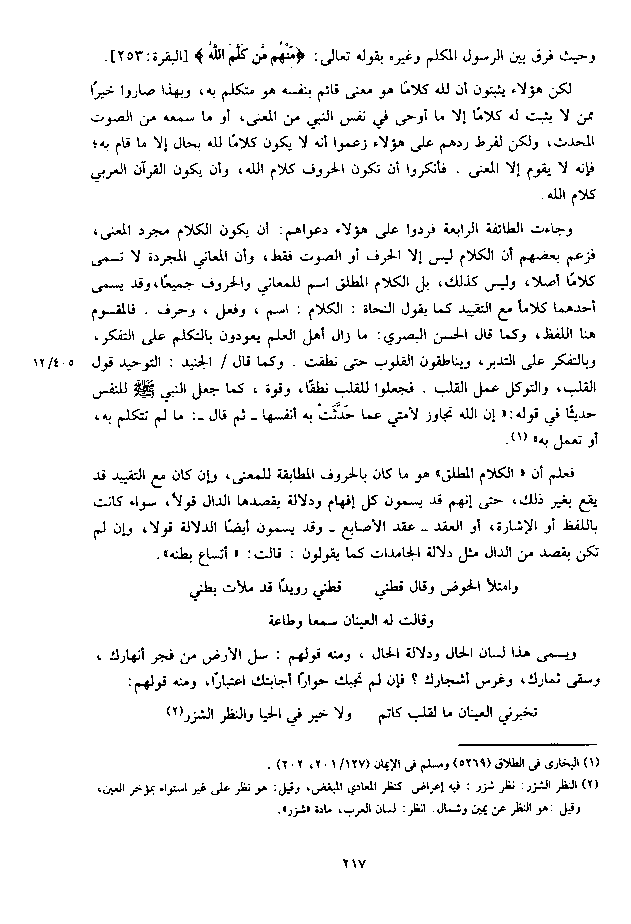 وحيث فرق بين الرسول المكلم وغيره بقوله تعالى: ﴿مِّنْهُم مَّن كَلَّمَ اللَّهُ﴾ [البقرة: ٢٥٣].
لكن هؤلاء يثبتون أن لله كلامًا هو معنى قائم بنفسه هو متكلم به، وبهذا صاروا خيرًا
ممن لا يثبت له كلامًا إلا ما أوحى في نفس النبي من المعنى، أو ما سمعه من الصوت
المحدث، ولكن لفرط ردهم على هؤلاء زعموا أنه لا يكون كلامًا لله بحال إلا ما قام به؛
فإنه لا يقوم إلا المعنى . فأنكروا أن تكون الحروف كلام الله، وأن يكون القرآن العربي
كلام الله.
وجاءت الطائفة الرابعة فردوا على هؤلاء دعواهم: أن يكون الكلام مجرد المعنى،
فزعم بعضهم أن الكلام ليس إلا الحرف أو الصوت فقط، وأن المعاني المجردة لا تسمى
كلامًا أصلا، وليس كذلك، بل الكلام المطلق اسم للمعاني والحروف جميعًا،وقد يسمى
أحدهما كلاماً مع التقييد كما يقول النحاة : الكلام : اسم ، وفعل ، وحرف . فالمقسوم
هنا اللفظ، وكما قال الحسن البصري: ما زال أهل العلم يعودون بالتكلم على التفكر،
وبالتفكر على التدبر، ويناطقون القلوب حتى نطقت . وكما قال / الجنيد : التوحيد قول ١٢/٤٠٥
القلب، والتوكل عمل القلب . فجعلوا للقلب نطقًا، وقوة ، كما جعل النبي ﷺ للنفس
حديثًا في قوله:« إن الله تجاوز لأمتي عما حَدَّثَتْ به أنفسها ـ ثم قال ـ: ما لم تتكلم به،
أو تعمل به» (١).
فعلم أن « الكلام المطلق» هو ما كان بالحروف المطابقة للمعنى، وإن كان مع التقييد قد
يقع بغير ذلك، حتى إنهم قد يسمون كل إفهام ودلالة يقصدها الدال قولاً، سواء كانت
باللفظ أو الإشارة، أو العقد ـ عقد الأصابع ـ وقد يسمون أيضًا الدلالة قولا، وإن لم
تكن بقصد من الدال مثل دلالة الجامدات كما يقولون : قالت: « أتساع بطنه».
وامتلأ الحوض وقال قطني قطني رويدًا قد ملأت بطني
وقالت له العينان سمعا وطاعة
ويسمى هذا لسان الحال ودلالة الحال ، ومنه قولهم : سل الأرض من فجر أنهارك ،
وسقى ثمارك، وغرس أشجارك ؟ فإن لم تجبك حوارًا أجابتك اعتبارًا، ومنه قولهم:
تخبرني العينان ما لقلب كاتم ولا خير في الحيا والنظر الشزر(٢)
(١) البخارى فى الطلاق (٥٢٦٩) ومسلم فى الإيمان (٢٠١/١٢٧، ٢٠٢) .
(٢) النظر الشزر: نظر شزر : فيه إعراض كنظر المعادي المبغض، وقيل: هو نظر على غير استواء بمؤخر العين،
وقيل :هو النظر عن يمين وشمال. انظر: لسان العرب، مادة «شزر».
٢١٧